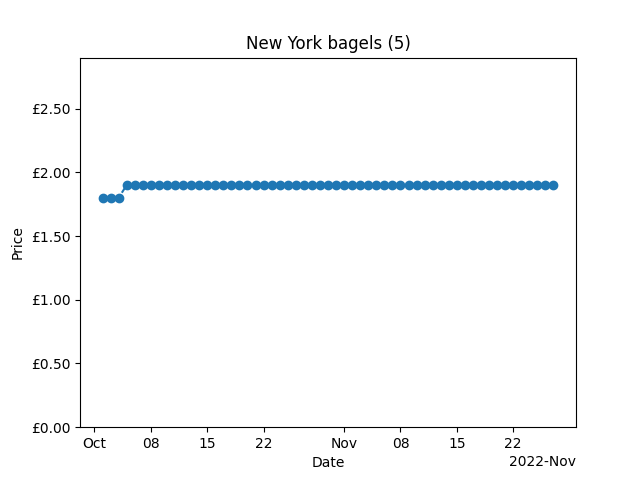 New York bagels (5)
£2.50
£2.00
£1.50
£1.00
£0.50
£0.00
Price
Oct 08 15 22 Nov 08 15 22
Date
2022-Nov